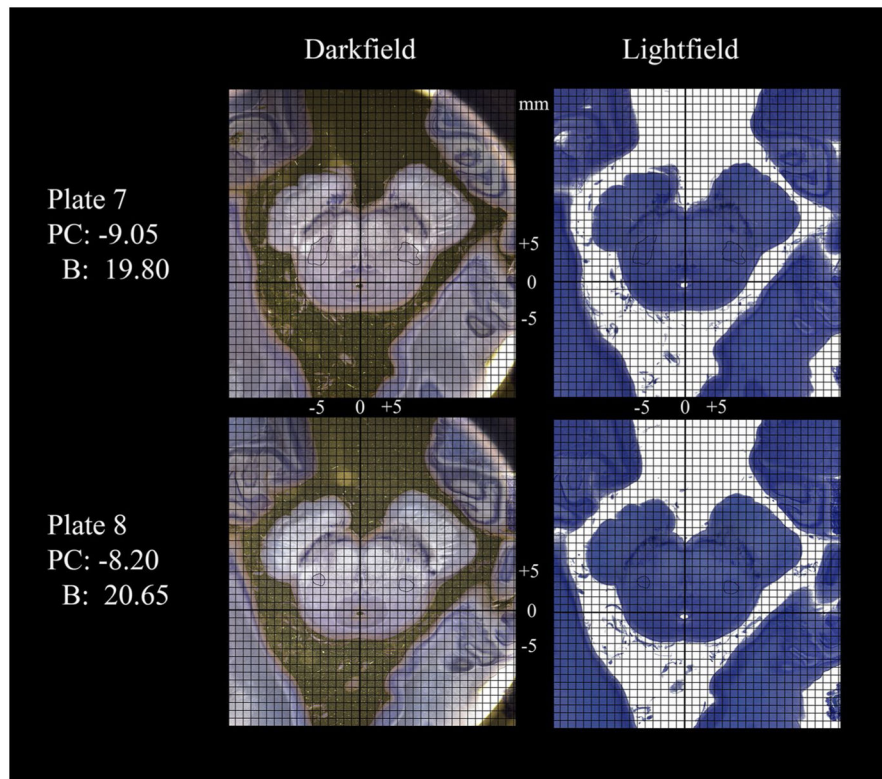 Darkfield
Lightfield
mm
Plate 7
PC: -9.05
B: 19.80
+5
0
-5
-5 0 +5
-5 0 +5
Plate 8
PC: -8.20
B: 20.65
+5
0
-5